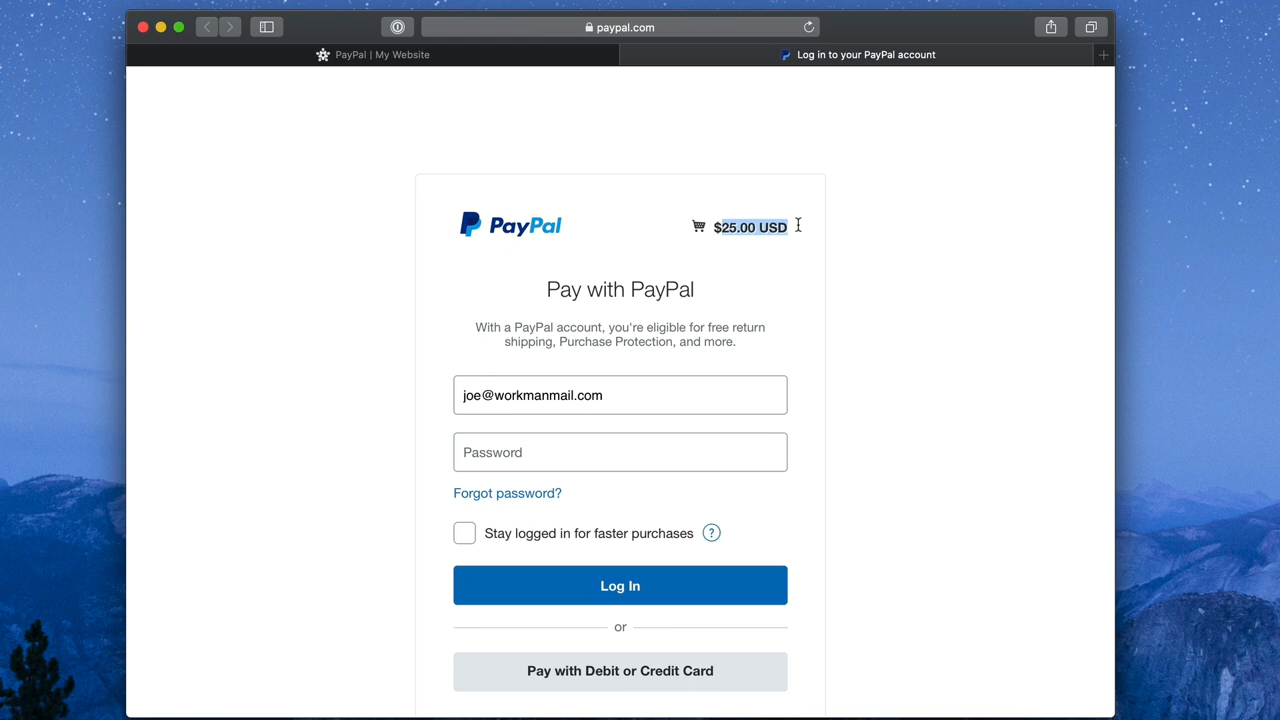 paypal.com
PayPal | My Website
Log in to your PayPal account
PayPal
$25.00 USD
Pay with PayPal
With a PayPal account, you're eligible for free return
shipping, Purchase Protection, and more.
joe@workmanmail.com
Password
Forgot password?
Stay logged in for faster purchases ?
Log In
or
Pay with Debit or Credit Card